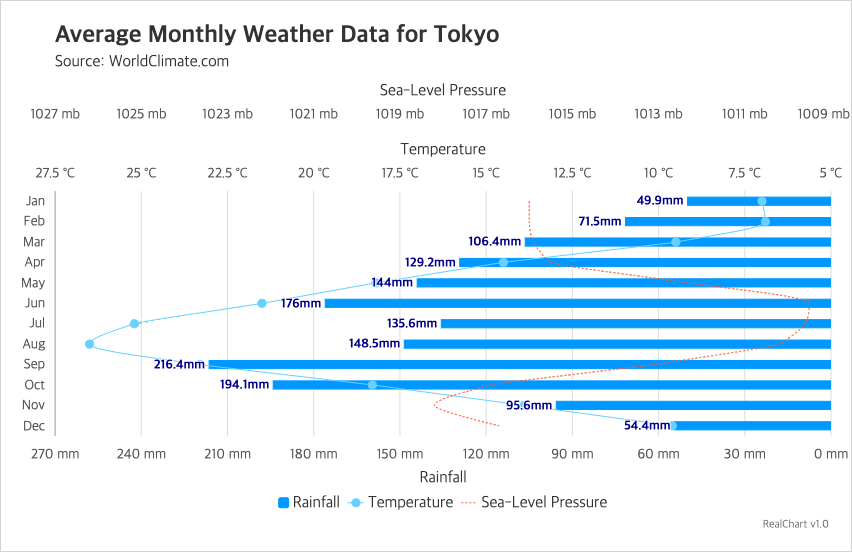 Average Monthly Weather Data for Tokyo
Source: WorldClimate.com
Sea-Level Pressure
1027 mb 1025 mb 1023 mb 1021 mb 1019 mb 1017 mb 1015 mb 1013 mb 1011 mb 1009 mb
Temperature
27.5 °C 25 °C 22.5 °C 20 °C 17.5 °C 15 °C 12.5 °C 10 °C 7.5 °C 5 °C
Jan 49.9mm
Feb 71.5mm
Mar 106.4mm
Apr 129.2mm
May 144mm
Jun 176mm
Jul 135.6mm
Aug 148.5mm
Sep 216.4mm
Oct 194.1mm
Nov 95.6mm
Dec 54.4mm
270 mm 240 mm 210 mm 180 mm 150 mm 120 mm 90 mm 60 mm 30 mm 0 mm
Rainfall
Rainfall Temperature Sea-Level Pressure
RealChart v1.0